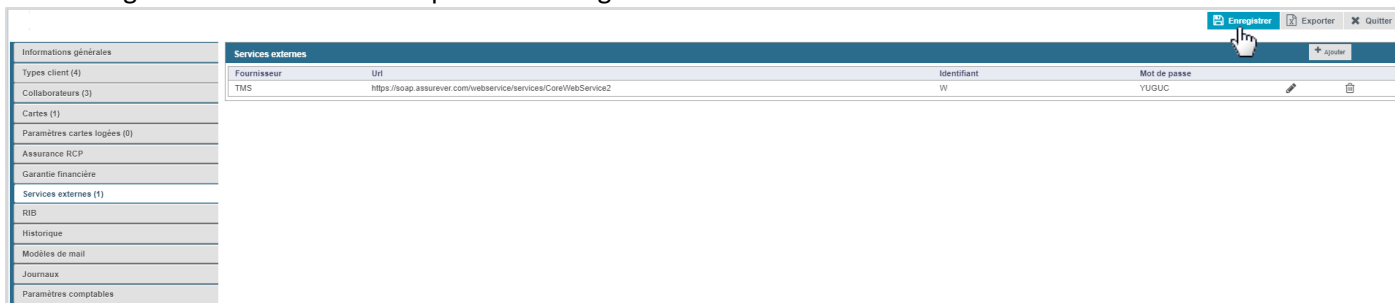 Enregistrer Exporter Quitter
Informations générales
Services externes
+ Ajouter
Types client (4)
Fournisseur Url Identifiant Mot de passe
TMS https://soap.assurever.com/webservice/services/CoreWebService2 W YUGUC
Collaborateurs (3)
Cartes (1)
Paramètres cartes logées (0)
Assurance RCP
Garantie financière
Services externes (1)
RIB
Historique
Modèles de mail
Journaux
Paramètres comptables